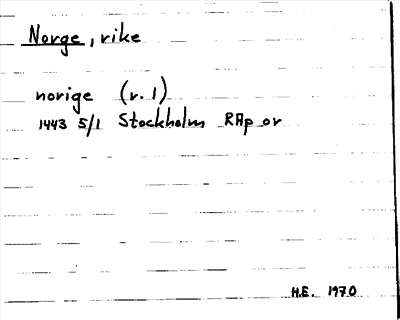 Norge, rike
norige (r. 1)
1443 5/1 Stockholm RAp or
H.E. 1970